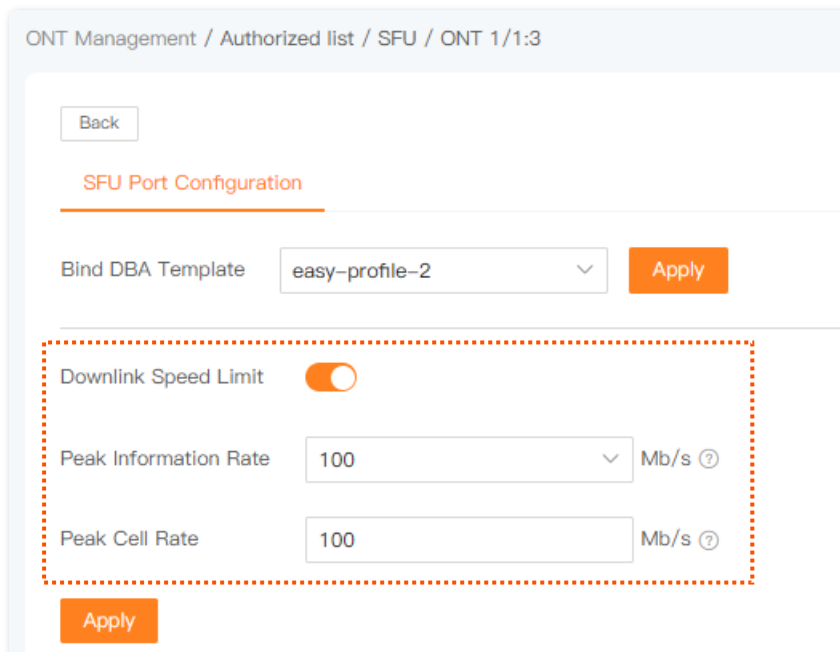 ONT Management / Authorized list / SFU / ONT 1/1:3
Back
SFU Port Configuration
Bind DBA Template easy-profile-2 Apply
Downlink Speed Limit
Peak Information Rate 100 Mb/s ?
Peak Cell Rate 100 Mb/s ?
Apply